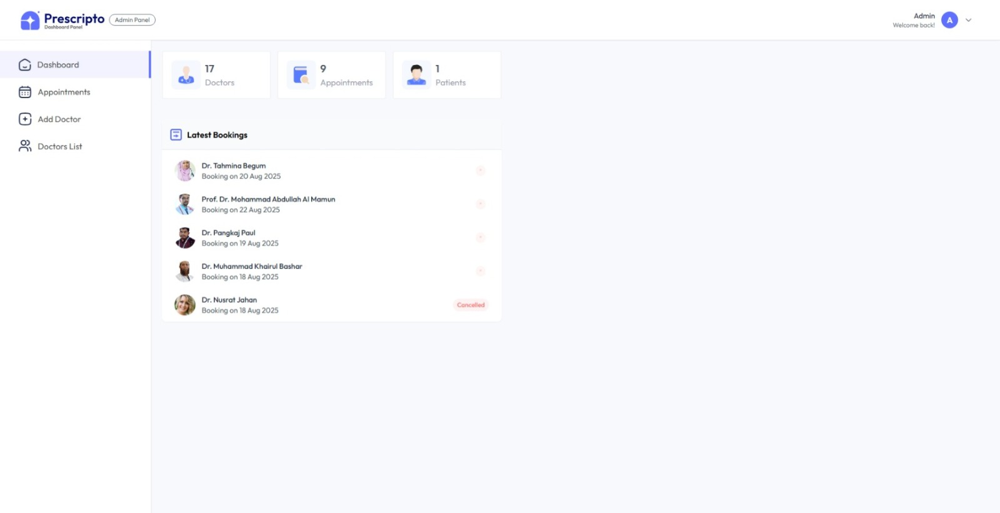 Prescripto
Dashboard Panel
Admin Panel
Admin
Welcome back!
A
Dashboard
Appointments
Add Doctor
Doctors List
17
Doctors
9
Appointments
1
Patients
Latest Bookings
Dr. Tahmina Begum
Booking on 20 Aug 2025
Prof. Dr. Mohammad Abdullah Al Mamun
Booking on 22 Aug 2025
Dr. Pangkaj Paul
Booking on 19 Aug 2025
Dr. Muhammad Khairul Bashar
Booking on 18 Aug 2025
Dr. Nusrat Jahan
Booking on 18 Aug 2025
Cancelled